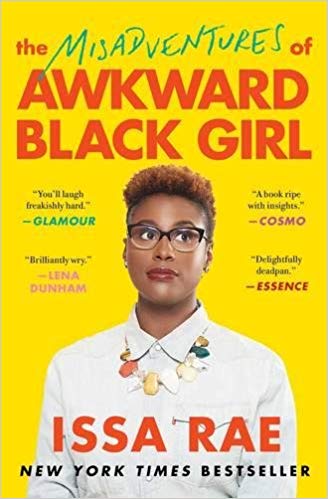 the MISADVENTURES of
AWKWARD
BLACK GIRL
"You'll laugh
freakishly hard."
—GLAMOUR
"A book ripe
with insights."
—COSMO
"Brilliantly wry."
—LENA
DUNHAM
"Delightfully
deadpan."
—ESSENCE
ISSA RAE
NEW YORK TIMES BESTSELLER